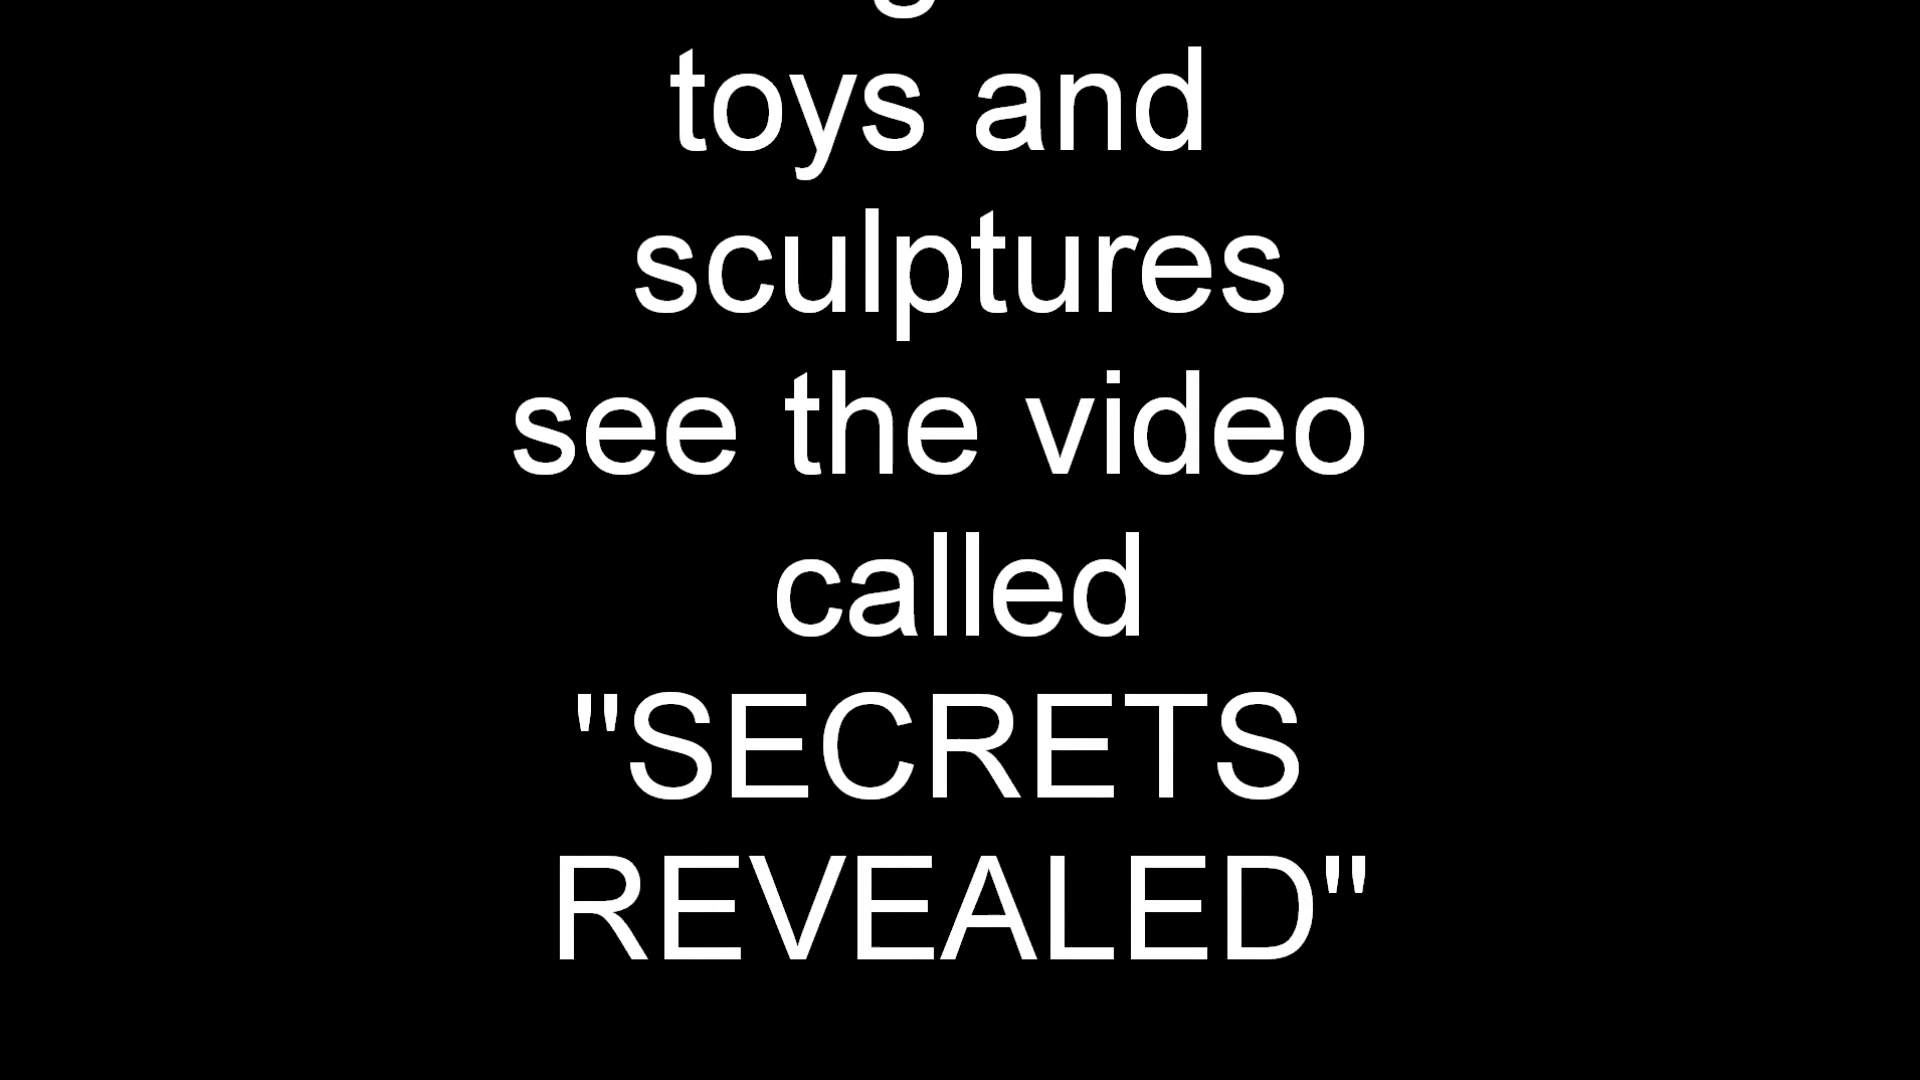 toys and
sculptures
see the video
called
"SECRETS
REVEALED"